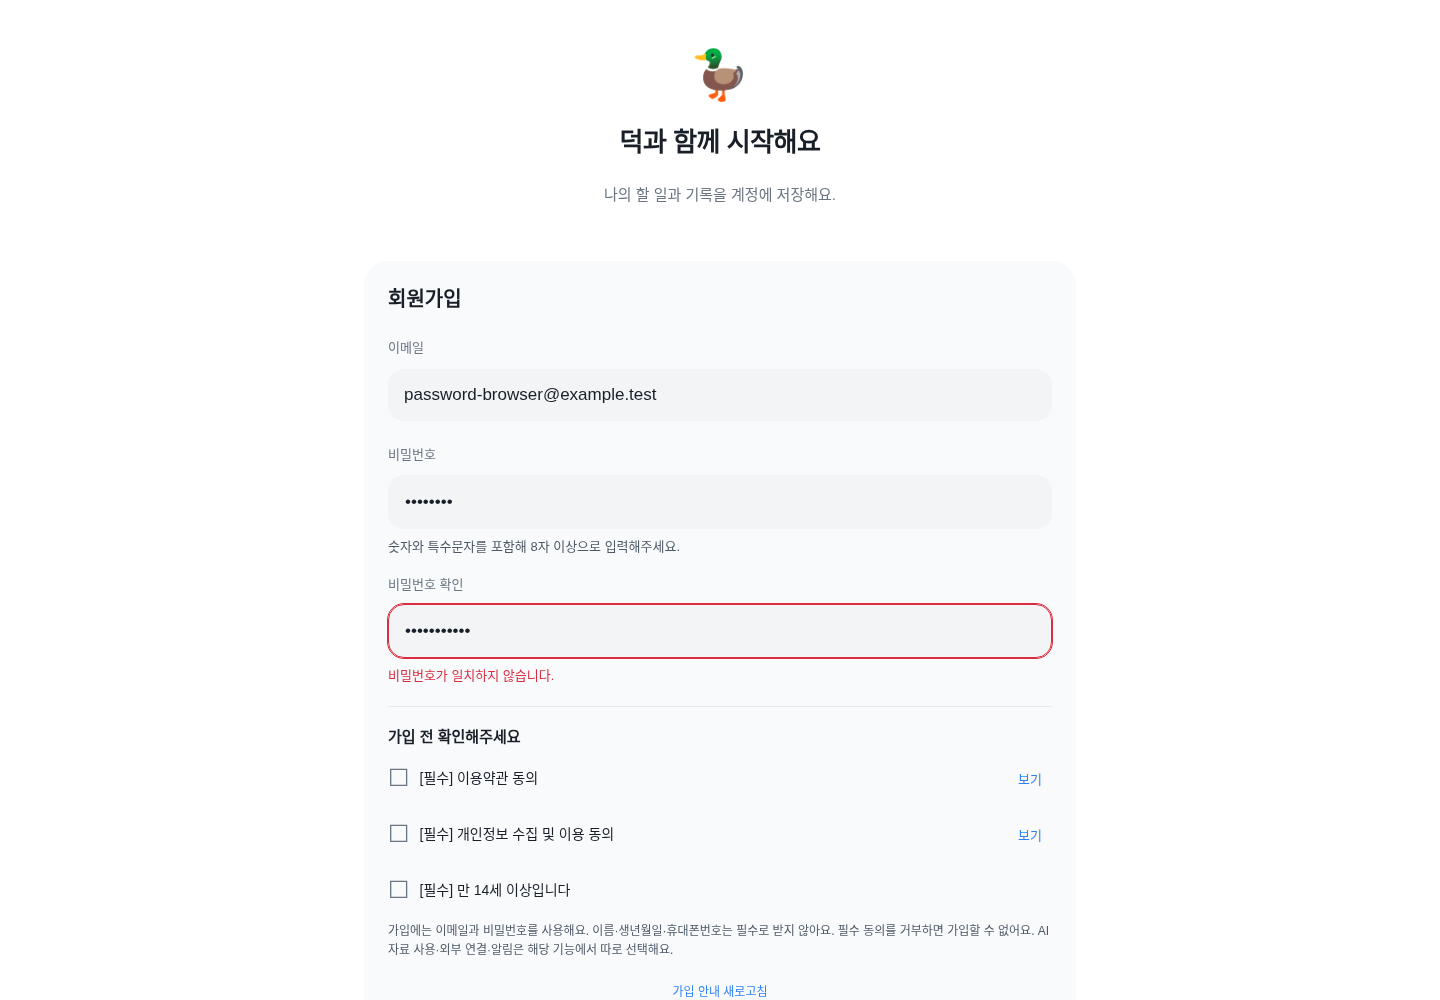 덕과 함께 시작해요
나의 할 일과 기록을 계정에 저장해요.
회원가입
이메일
password-browser@example.test
비밀번호
••••••••
숫자와 특수문자를 포함해 8자 이상으로 입력해주세요.
비밀번호 확인
•••••••••••
비밀번호가 일치하지 않습니다.
가입 전 확인해주세요
[필수] 이용약관 동의 보기
[필수] 개인정보 수집 및 이용 동의 보기
[필수] 만 14세 이상입니다
가입에는 이메일과 비밀번호를 사용해요. 이름·생년월일·휴대폰번호는 필수로 받지 않아요. 필수 동의를 거부하면 가입할 수 없어요. AI
자료 사용·외부 연결·알림은 해당 기능에서 따로 선택해요.
가입 안내 새로고침